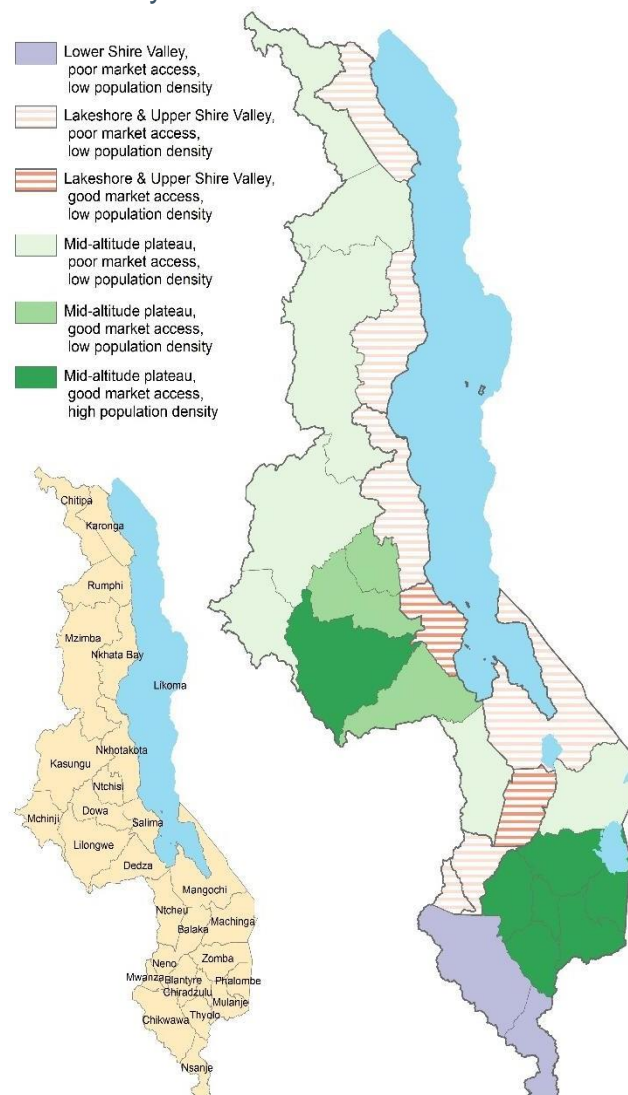 Lower Shire Valley,
poor market access,
low population density
Lakeshore & Upper Shire Valley,
poor market access,
low population density
Lakeshore & Upper Shire Valley,
good market access,
low population density
Mid-altitude plateau,
poor market access,
low population density
Mid-altitude plateau,
good market access,
low population density
Mid-altitude plateau,
good market access,
high population density
Chitipa
Karonga
Rumphi
Mzimba
Nkhata Bay
Likoma
Nkhotakota
Kasungu
Ntchisi
Dowa
Mchinji
Salima
Lilongwe
Dedza
Mangochi
Ntcheu
Machinga
Balaka
Zomba
Neno
Mwanza
Blantyre
Phalombe
Chiradzulu
Mulanje
Thyolo
Chikwawa
Nsanje